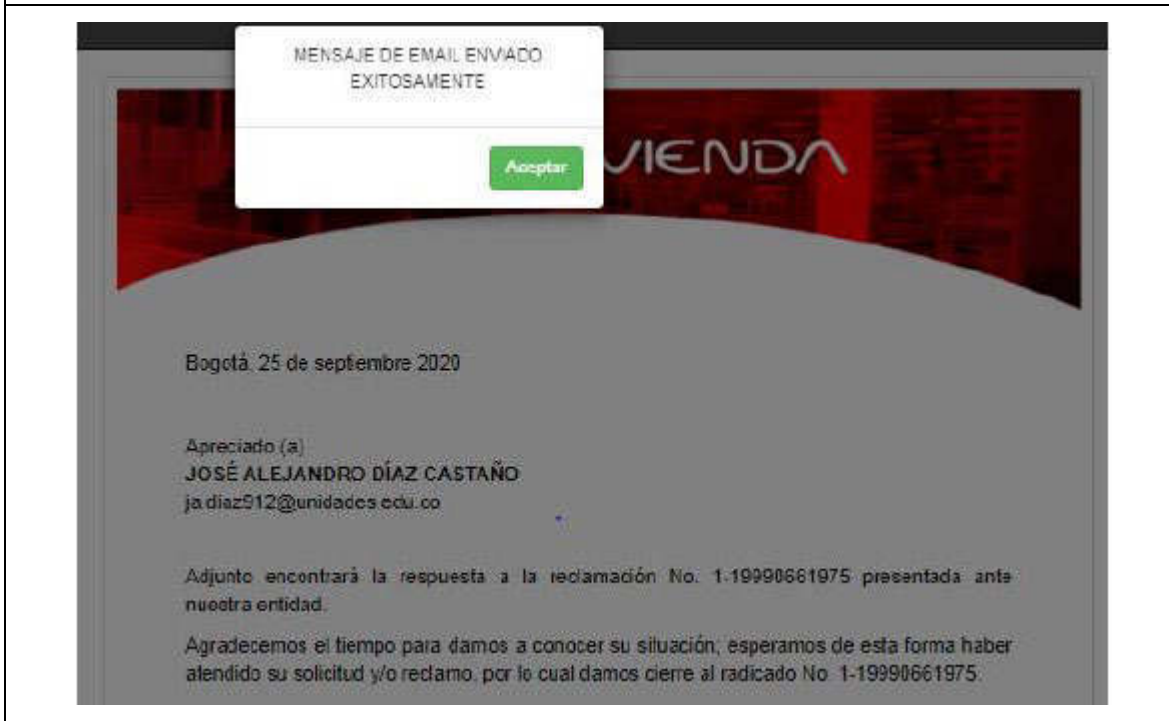 MENSAJE DE EMAIL ENVIADO
EXITOSAMENTE
Aceptar
VIENDA
Bogotá, 25 de septiembre 2020
Apreciado (a)
JOSÉ ALEJANDRO DÍAZ CASTAÑO
ja.diaz912@unidades.edu.co
Adjunto encontrará la respuesta a la reclamación No. 1-19990661975 presentada ante
nuestra entidad.
Agradecemos el tiempo para darnos a conocer su situación; esperamos de esta forma haber
atendido su solicitud y/o reclamo, por lo cual damos cierre al radicado No. 1-19990661975.